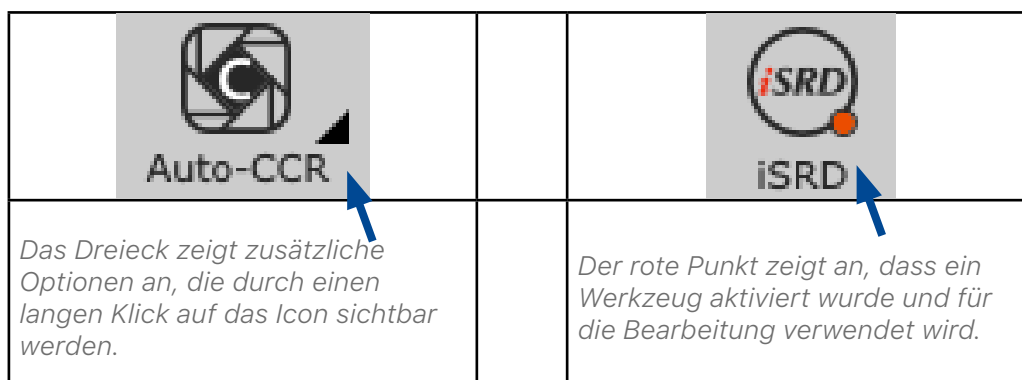 C
iSRD
Auto-CCR
iSRD
Das Dreieck zeigt zusätzliche
Optionen an, die durch einen
langen Klick auf das Icon sichtbar
werden.
Der rote Punkt zeigt an, dass ein
Werkzeug aktiviert wurde und für
die Bearbeitung verwendet wird.